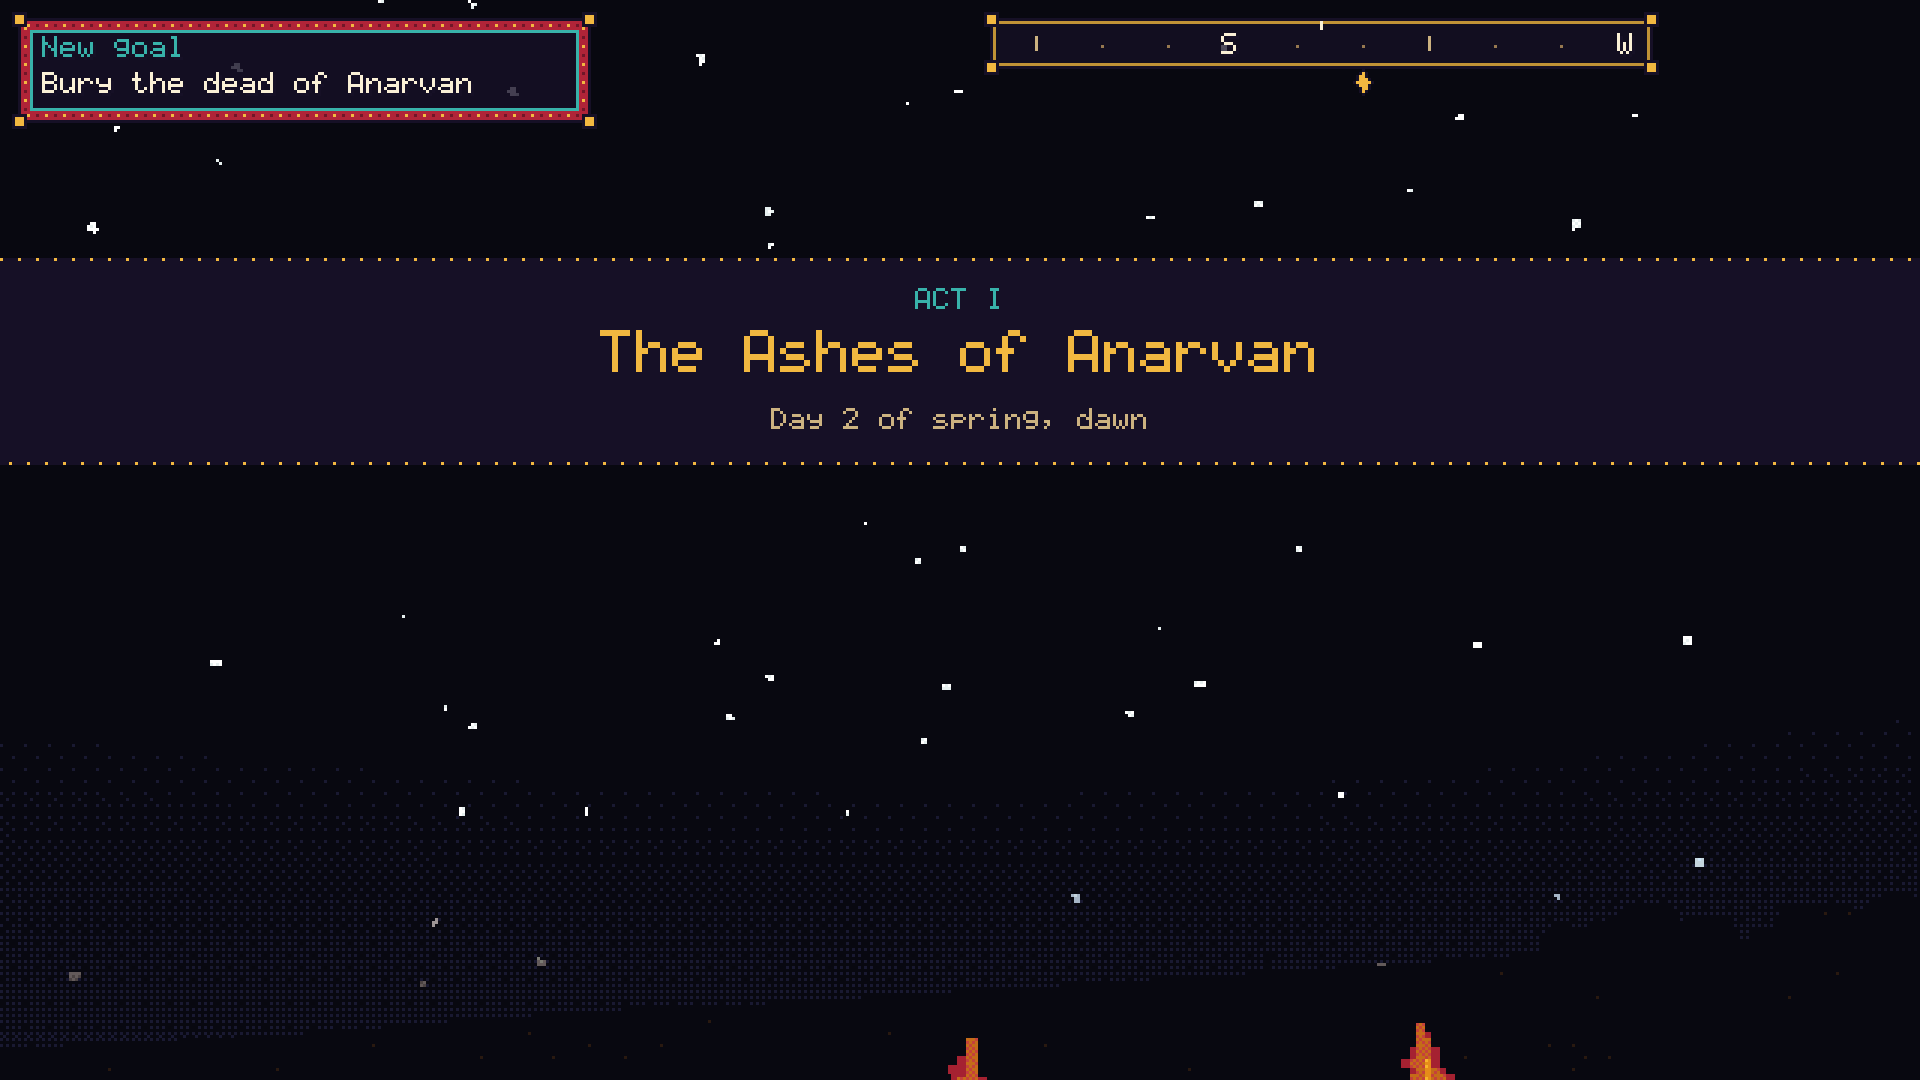 New goal
Bury the dead of Anarvan
S W
ACT I
The Ashes of Anarvan
Day 2 of spring, dawn